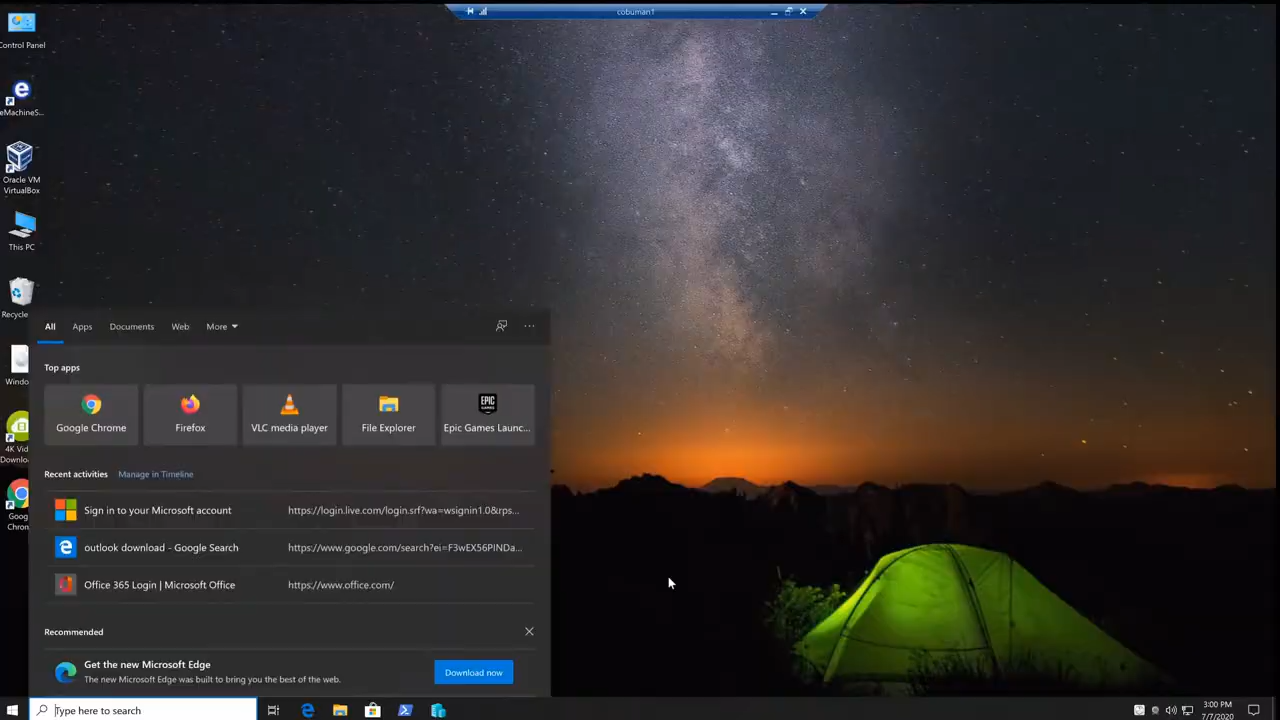 cobuman1
Control Panel
eMachineS...
Oracle VM
VirtualBox
This PC
Recycle
Windo
4K Vid
Downlo
Goog
Chron
All Apps Documents Web More
Top apps
Google Chrome Firefox VLC media player File Explorer Epic Games Launc...
EPIC
GAMES
Recent activities Manage in Timeline
Sign in to your Microsoft account https://login.live.com/login.srf?wa=wsignin1.0&rps...
outlook download - Google Search https://www.google.com/search?ei=F3wEX56PINDa...
Office 365 Login | Microsoft Office https://www.office.com/
Recommended
Get the new Microsoft Edge
The new Microsoft Edge was built to bring you the best of the web.
Download now
Type here to search
3:00 PM
7/7/2020